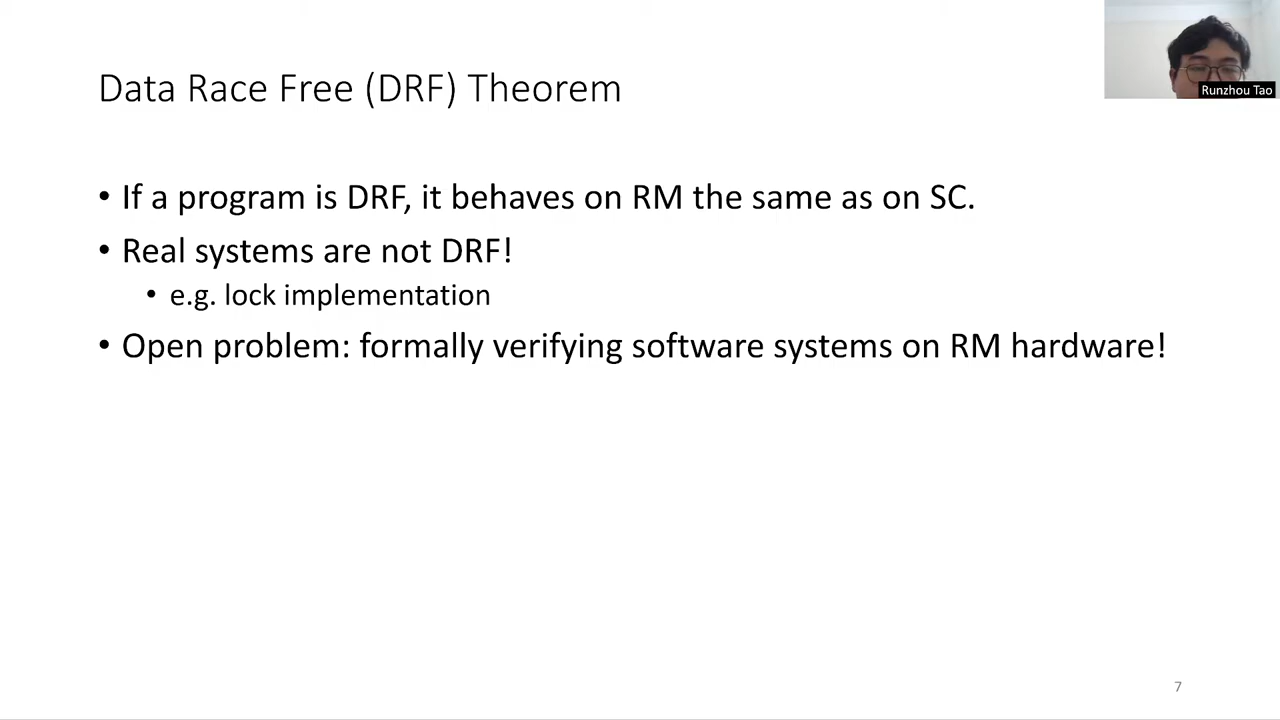 Data Race Free (DRF) Theorem
Runzhou Tao
• If a program is DRF, it behaves on RM the same as on SC.
• Real systems are not DRF!
• e.g. lock implementation
• Open problem: formally verifying software systems on RM hardware!
7